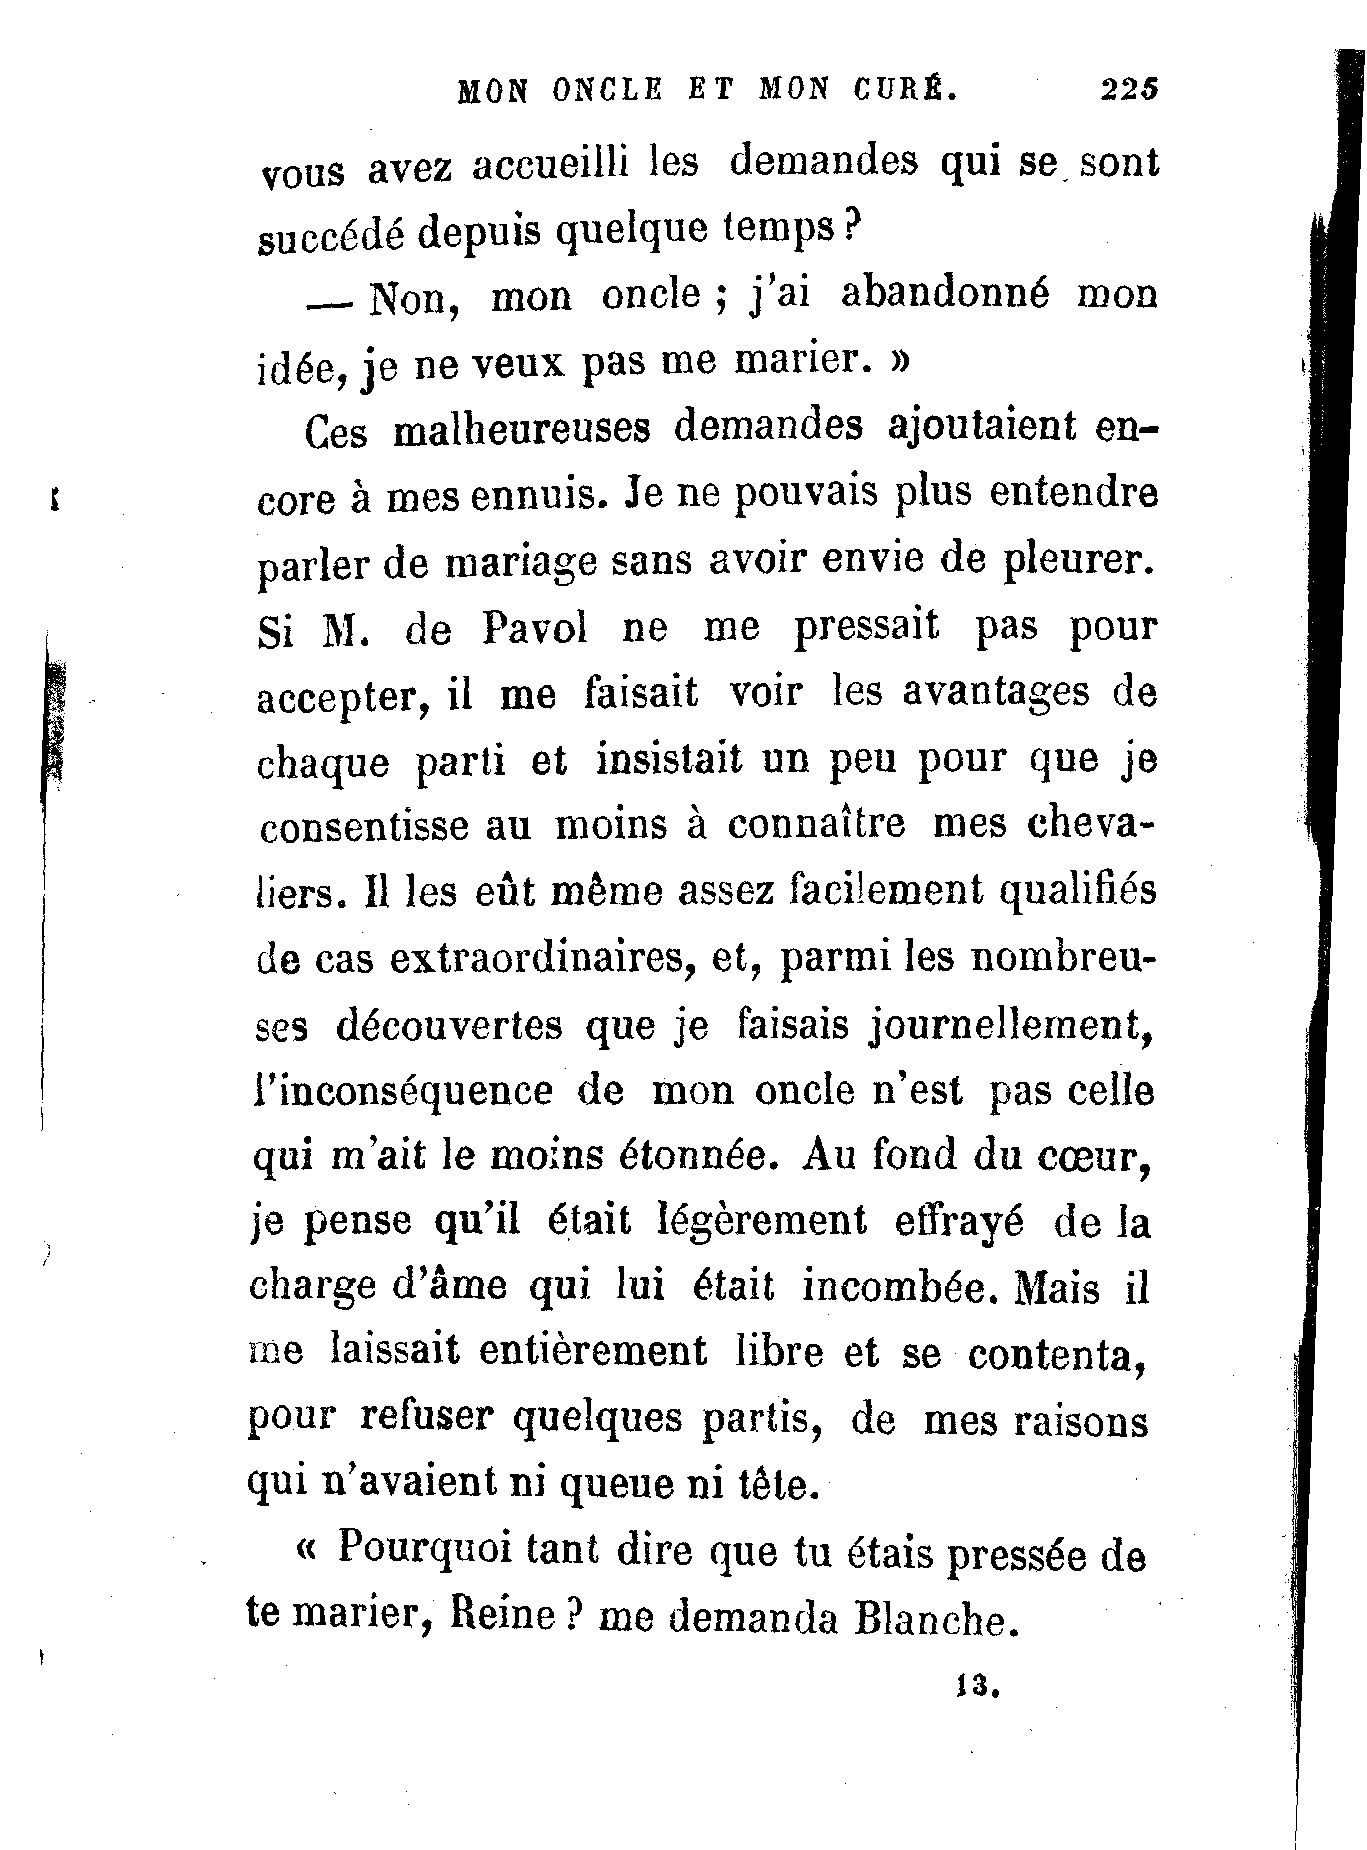 MON ONCLE ET MON CURÉ. 225
vous avez accueilli les demandes qui se sont
succédé depuis quelque temps ?
— Non, mon oncle ; j'ai abandonné mon
idée, je ne veux pas me marier. »
Ces malheureuses demandes ajoutaient en-
core à mes ennuis. Je ne pouvais plus entendre
parler de mariage sans avoir envie de pleurer.
Si M. de Pavol ne me pressait pas pour
accepter, il me faisait voir les avantages de
chaque parti et insistait un peu pour que je
consentisse au moins à connaître mes cheva-
liers. Il les eût même assez facilement qualifiés
de cas extraordinaires, et, parmi les nombreu-
ses découvertes que je faisais journellement,
l'inconséquence de mon oncle n'est pas celle
qui m'ait le moins étonnée. Au fond du cœur,
je pense qu'il était légèrement effrayé de la
charge d'âme qui lui était incombée. Mais il
me laissait entièrement libre et se contenta,
pour refuser quelques partis, de mes raisons
qui n'avaient ni queue ni tête.
« Pourquoi tant dire que tu étais pressée de
te marier, Reine ? me demanda Blanche.
13.